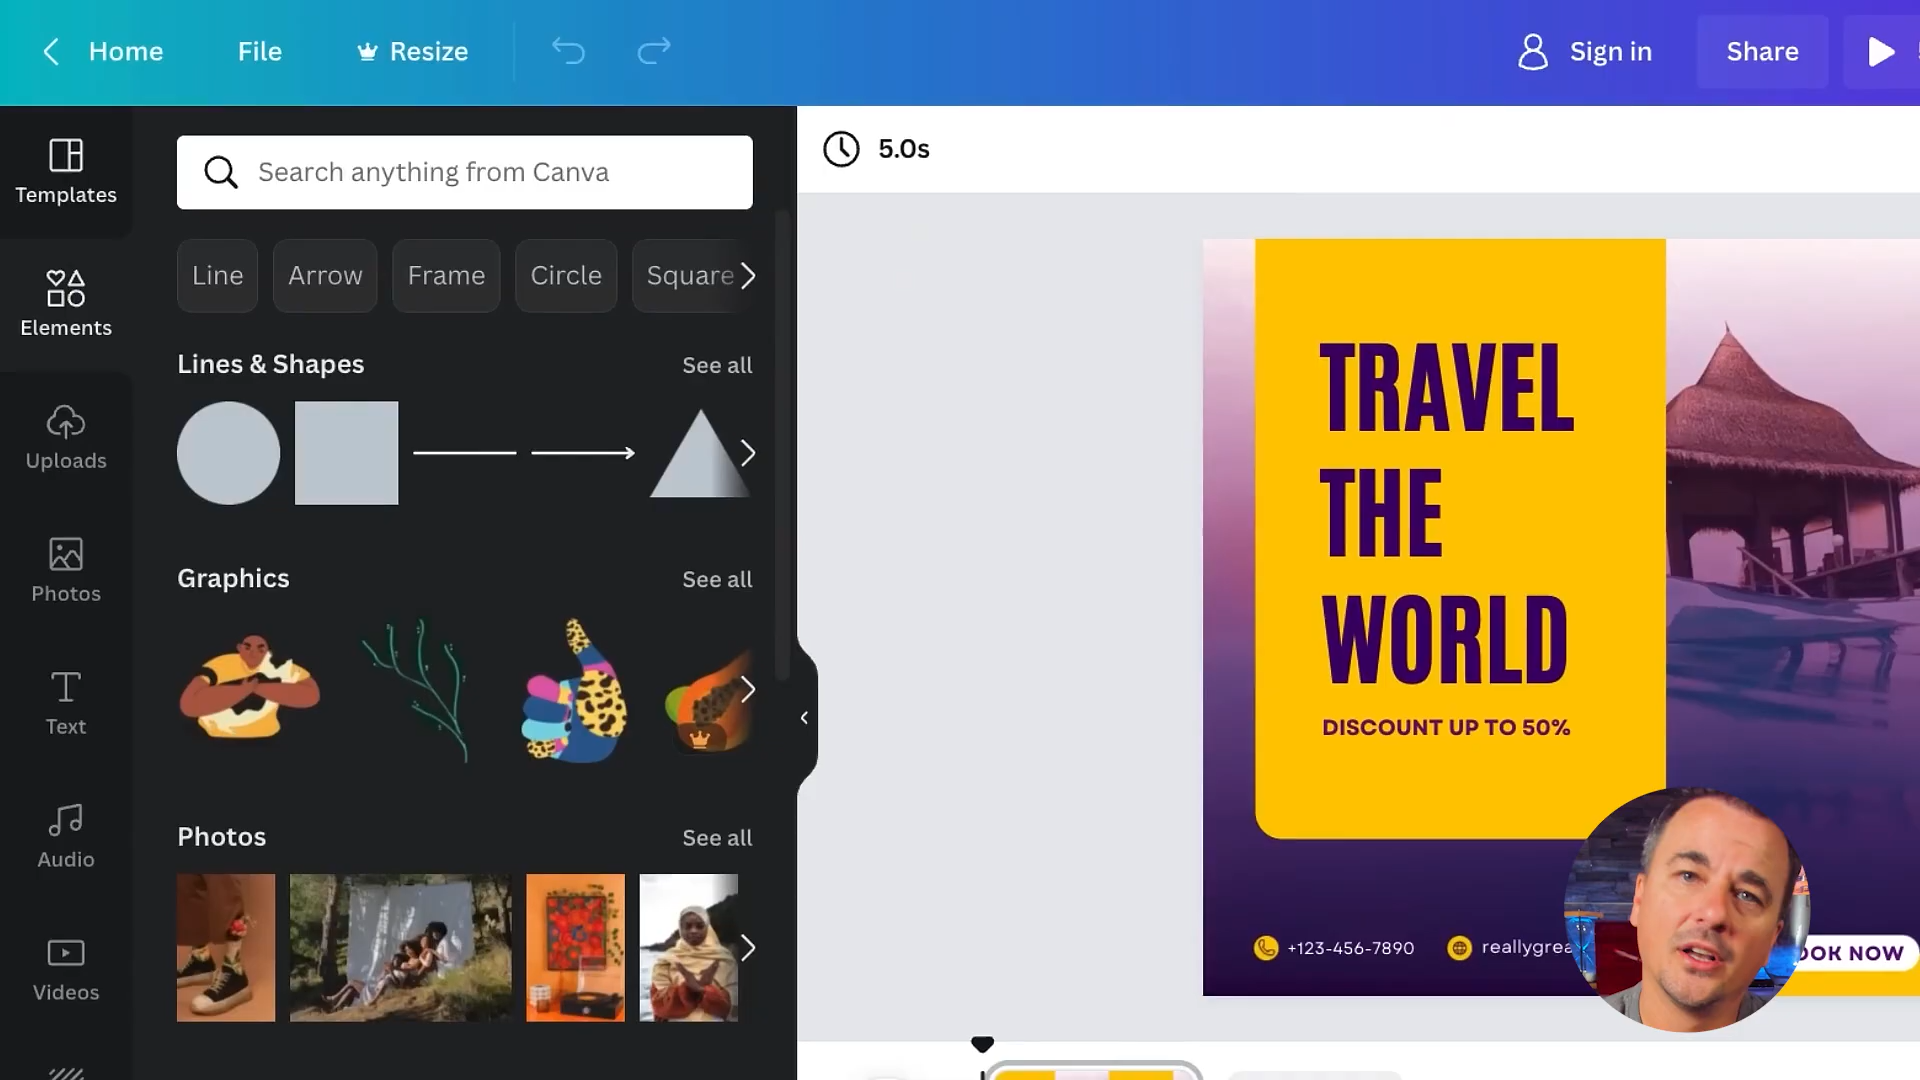 Home File Resize Sign in Share
Templates
Search anything from Canva
5.0s
Line Arrow Frame Circle Square
Elements
Lines & Shapes See all
Uploads
Graphics See all
Photos
Text
Audio
Photos See all
Videos
TRAVEL
THE
WORLD
DISCOUNT UP TO 50%
+123-456-7890 reallygrea
OOK NOW